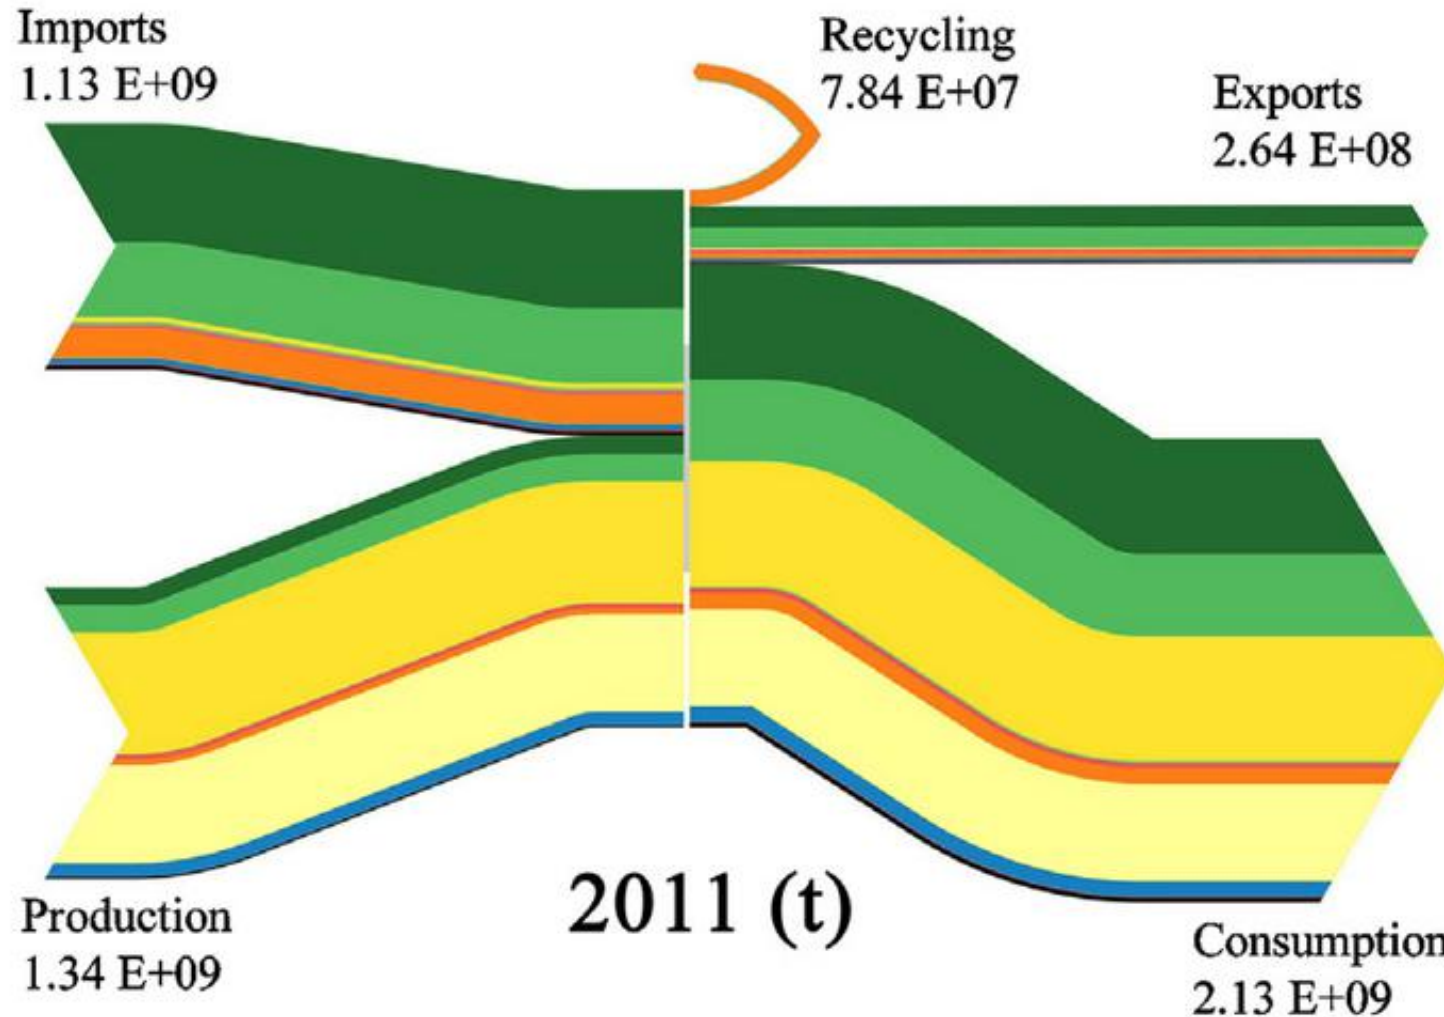 Imports
1.13 E+09
Recycling
7.84 E+07
Exports
2.64 E+08
Production
1.34 E+09
2011 (t)
Consumption
2.13 E+09